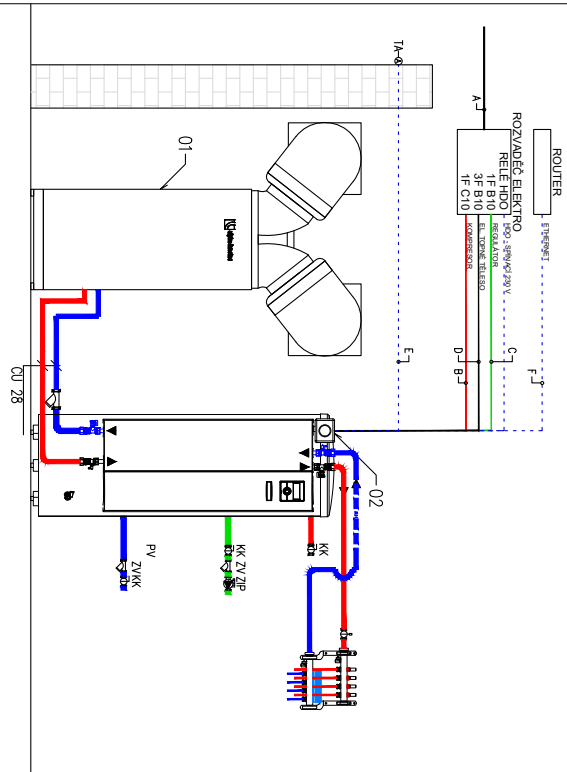 ROUTER
ETHERNET
ROZVADĚČ ELEKTRO
RELÉ HDO
HDO - SPÍNACÍ 230 V
1F B10
REGULÁTOR
3F B10
EL. TOPNÉ TĚLESO
1F C10
KOMPRESOR
A
F
C
D
B
TA
E
01
02
CU 28
KK
KK ZV ZIP
PV
ZVKK